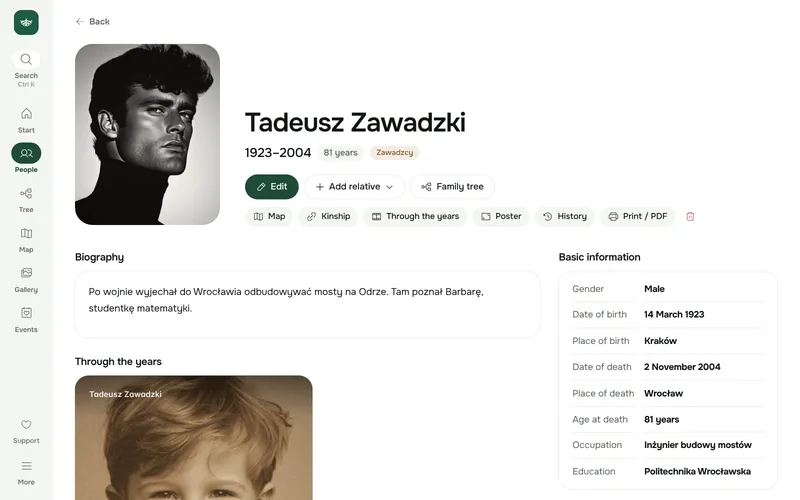 Back
Search
Ctrl K
Start
People
Tree
Map
Gallery
Events
Support
More
Tadeusz Zawadzki
1923–2004 81 years Zawadzcy
Edit Add relative Family tree
Map Kinship Through the years Poster History Print / PDF
Biography
Po wojnie wyjechał do Wrocławia odbudowywać mosty na Odrze. Tam poznał Barbarę,
studentkę matematyki.
Through the years
Tadeusz Zawadzki
Basic information
Gender Male
Date of birth 14 March 1923
Place of birth Kraków
Date of death 2 November 2004
Place of death Wrocław
Age at death 81 years
Occupation Inżynier budowy mostów
Education Politechnika Wrocławska